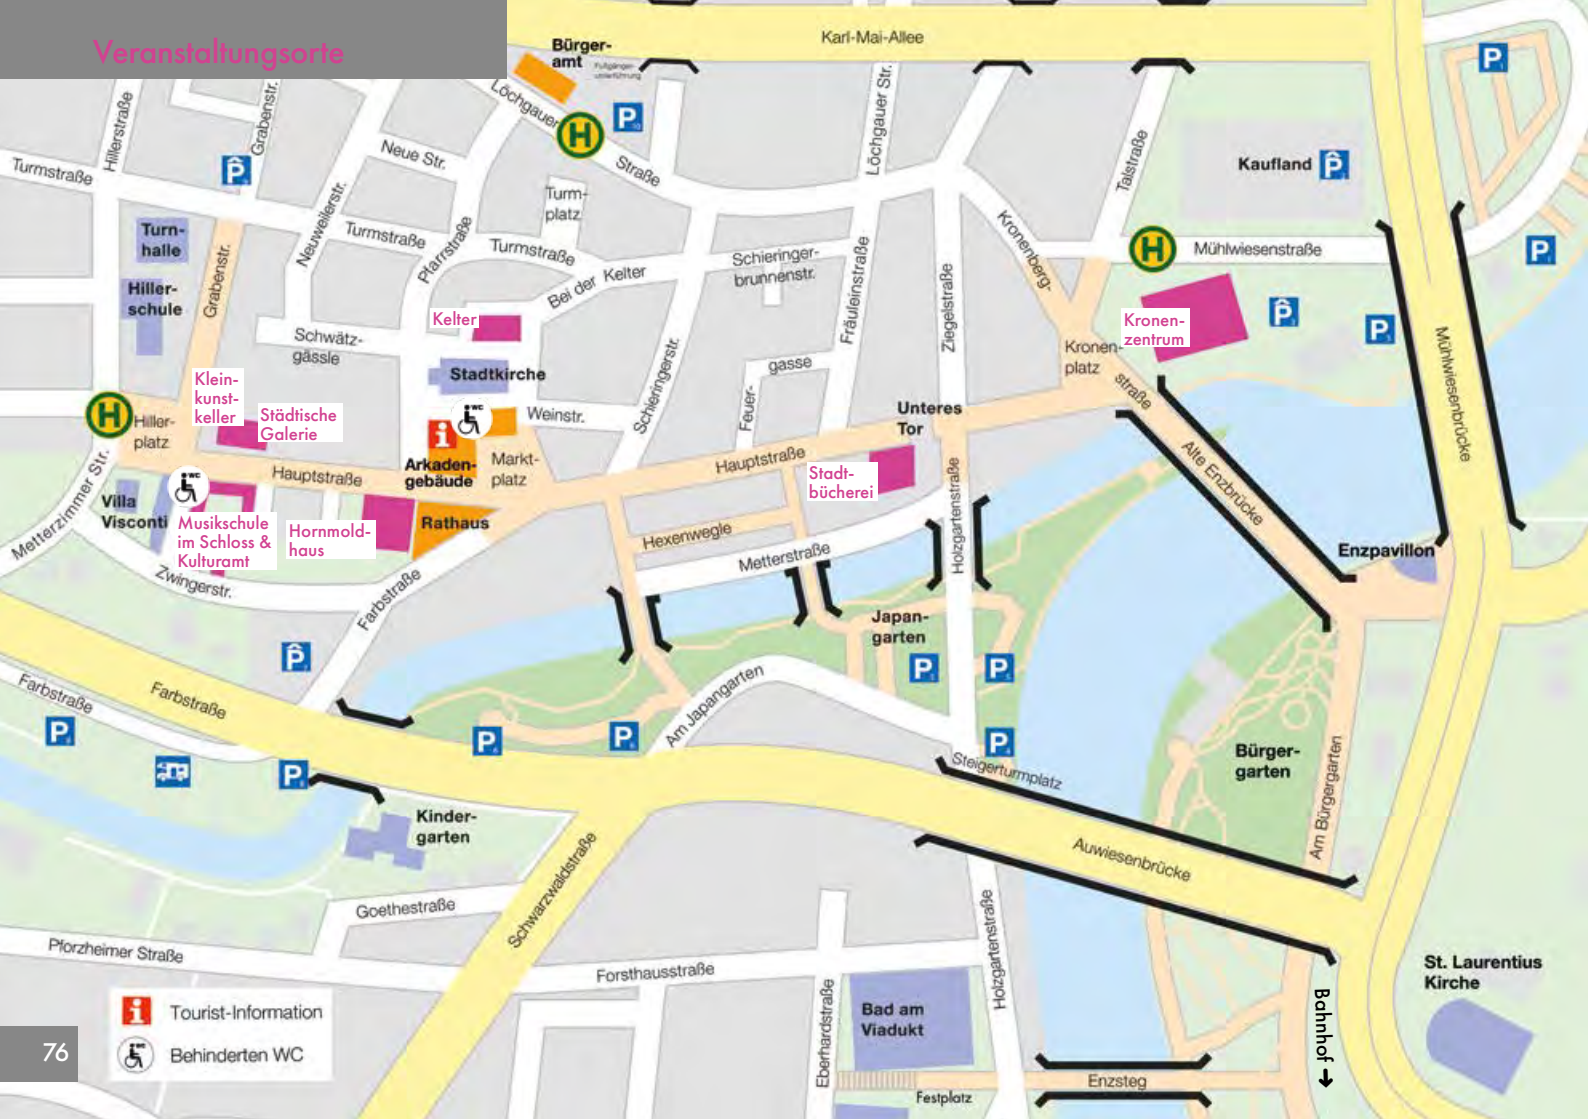 Veranstaltungsorte
Karl-Mai-Allee
Bürger-
amt
Fußgänger-
unterführung
Löchgauer
Straße
H
P
Hillerstraße
Grabenstr.
Turmstraße
P
Neue Str.
Neuweilerstr.
Turmstraße
Pfarrstraße
Turm-
platz
Turmstraße
Löchgauer Str.
Talstraße
Kaufland
P
P
P
Turn-
halle
Hiller-
schule
Grabenstr.
Bei der Kelter
Schieringer-
brunnenstr.
Fräuleinstraße
Ziegelstraße
Kronenberg-
straße
H
Mühlwiesenstraße
Kelter
Schwätz-
gässle
Stadtkirche
Schieringerstr.
Feuer-
gasse
Kronen-
platz
Kronen-
zentrum
P
P
Mühlwiesenbrücke
Klein-
kunst-
keller
Städtische
Galerie
H
Hiller-
platz
WC
Weinstr.
i
Arkaden-
gebäude
Markt-
platz
Hauptstraße
Hauptstraße
Unteres
Tor
Stadt-
bücherei
Alte Enzbrücke
Metterzimmer Str.
Villa
Visconti
WC
Musikschule
im Schloss &
Kulturamt
Hornmold-
haus
Rathaus
Hexenwegle
Metterstraße
Holzgartenstraße
Enzpavillon
Zwingerstr.
Farbstraße
Japan-
garten
P
P
P
Farbstraße
Farbstraße
P
P
P
P
Am Japangarten
P
Steigerturmplatz
Bürger-
garten
Am Bürgergarten
Kinder-
garten
Auwiesenbrücke
Schwarzwaldstraße
Goethestraße
Pforzheimer Straße
Forsthausstraße
Holzgartenstraße
Eberhardstraße
Bad am
Viadukt
St. Laurentius
Kirche
Bahnhof →
Enzsteg
Festplatz
i Tourist-Information
WC Behinderten WC
76